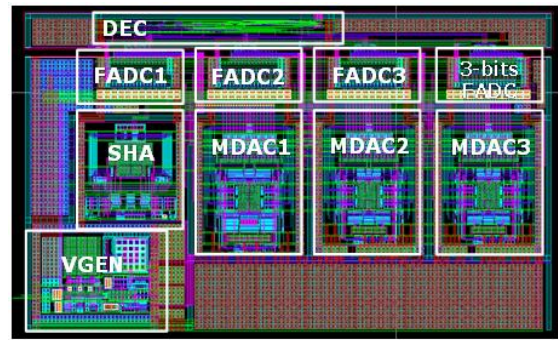 DEC
FADC1
FADC2
FADC3
3-bits
FADC
SHA
MDAC1
MDAC2
MDAC3
VGEN